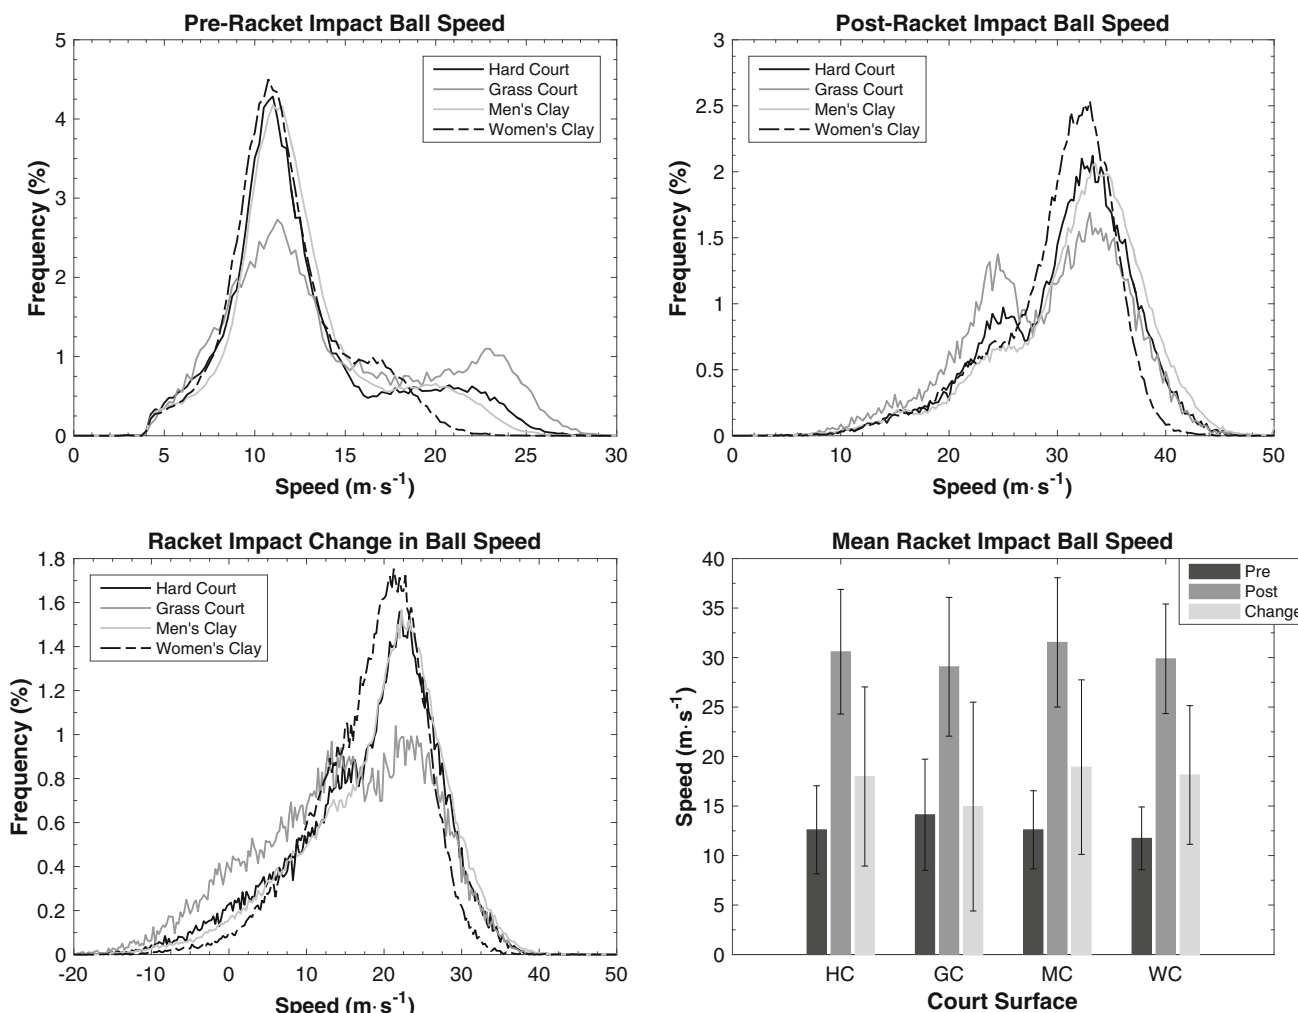 Pre-Racket Impact Ball Speed
5
4
3
2
1
0
Frequency (%)
Hard Court
Grass Court
Men's Clay
Women's Clay
0 5 10 15 20 25 30
Speed (m·s⁻¹)
Post-Racket Impact Ball Speed
3
2.5
2
1.5
1
0.5
0
Frequency (%)
Hard Court
Grass Court
Men's Clay
Women's Clay
0 10 20 30 40 50
Speed (m·s⁻¹)
Racket Impact Change in Ball Speed
1.8
1.6
1.4
1.2
1
0.8
0.6
0.4
0.2
0
Frequency (%)
Hard Court
Grass Court
Men's Clay
Women's Clay
-20 -10 0 10 20 30 40 50
Speed (m·s⁻¹)
Mean Racket Impact Ball Speed
40
35
30
25
20
15
10
5
0
Speed (m·s⁻¹)
Pre
Post
Change
HC GC MC WC
Court Surface